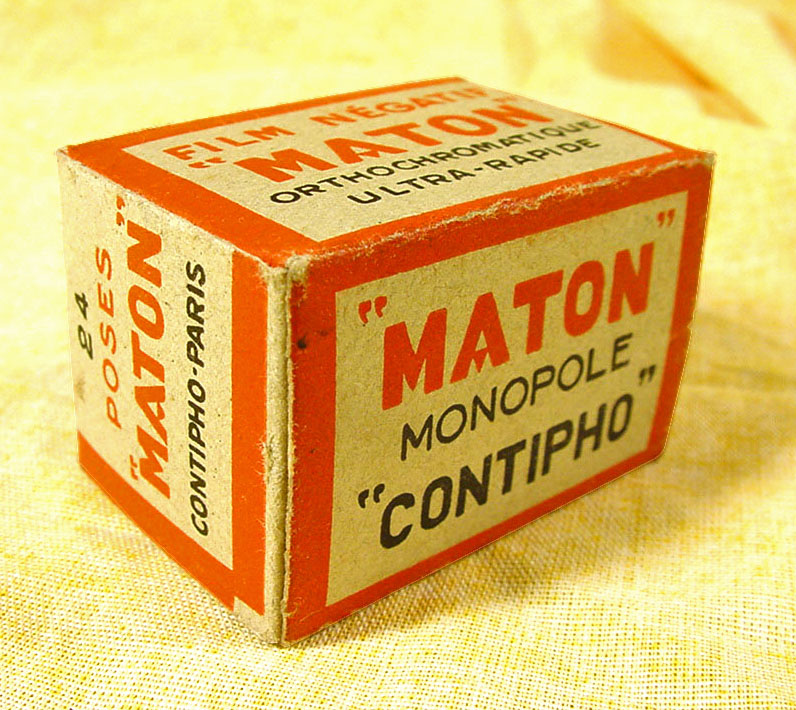 FILM NÉGATIF
"MATON"
ORTHOCHROMATIQUE
ULTRA-RAPIDE
"MATON"
MONOPOLE
"CONTIPHO"
24
POSES
"MATON"
CONTIPHO-PARIS